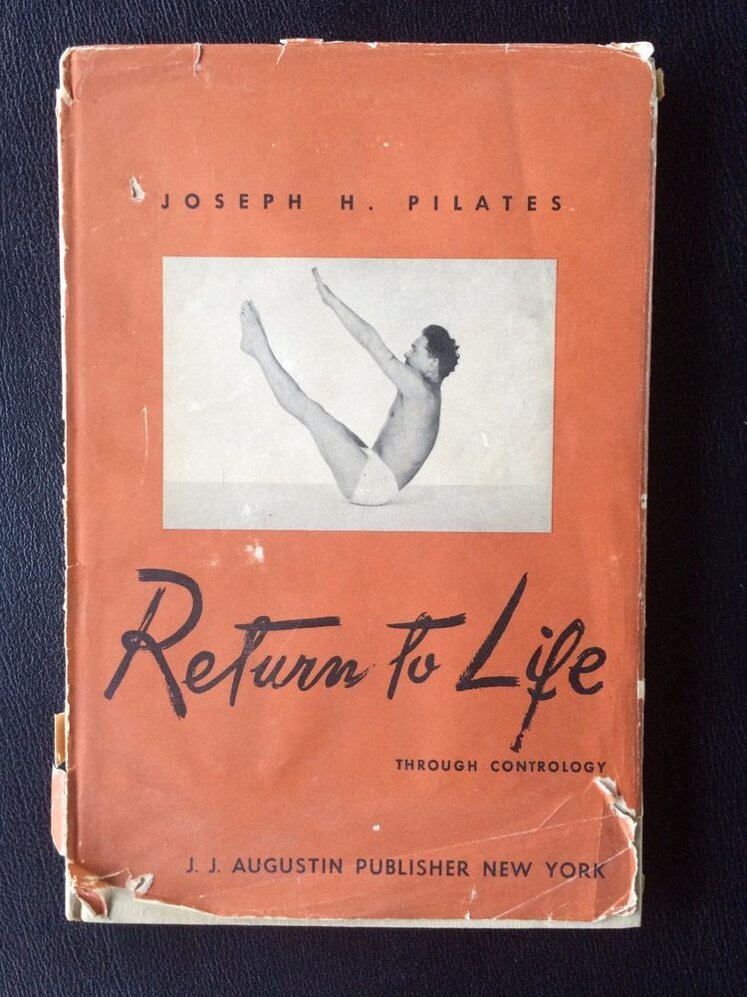 JOSEPH H. PILATES
Return to Life
THROUGH CONTROLOGY
J. J. AUGUSTIN PUBLISHER NEW YORK